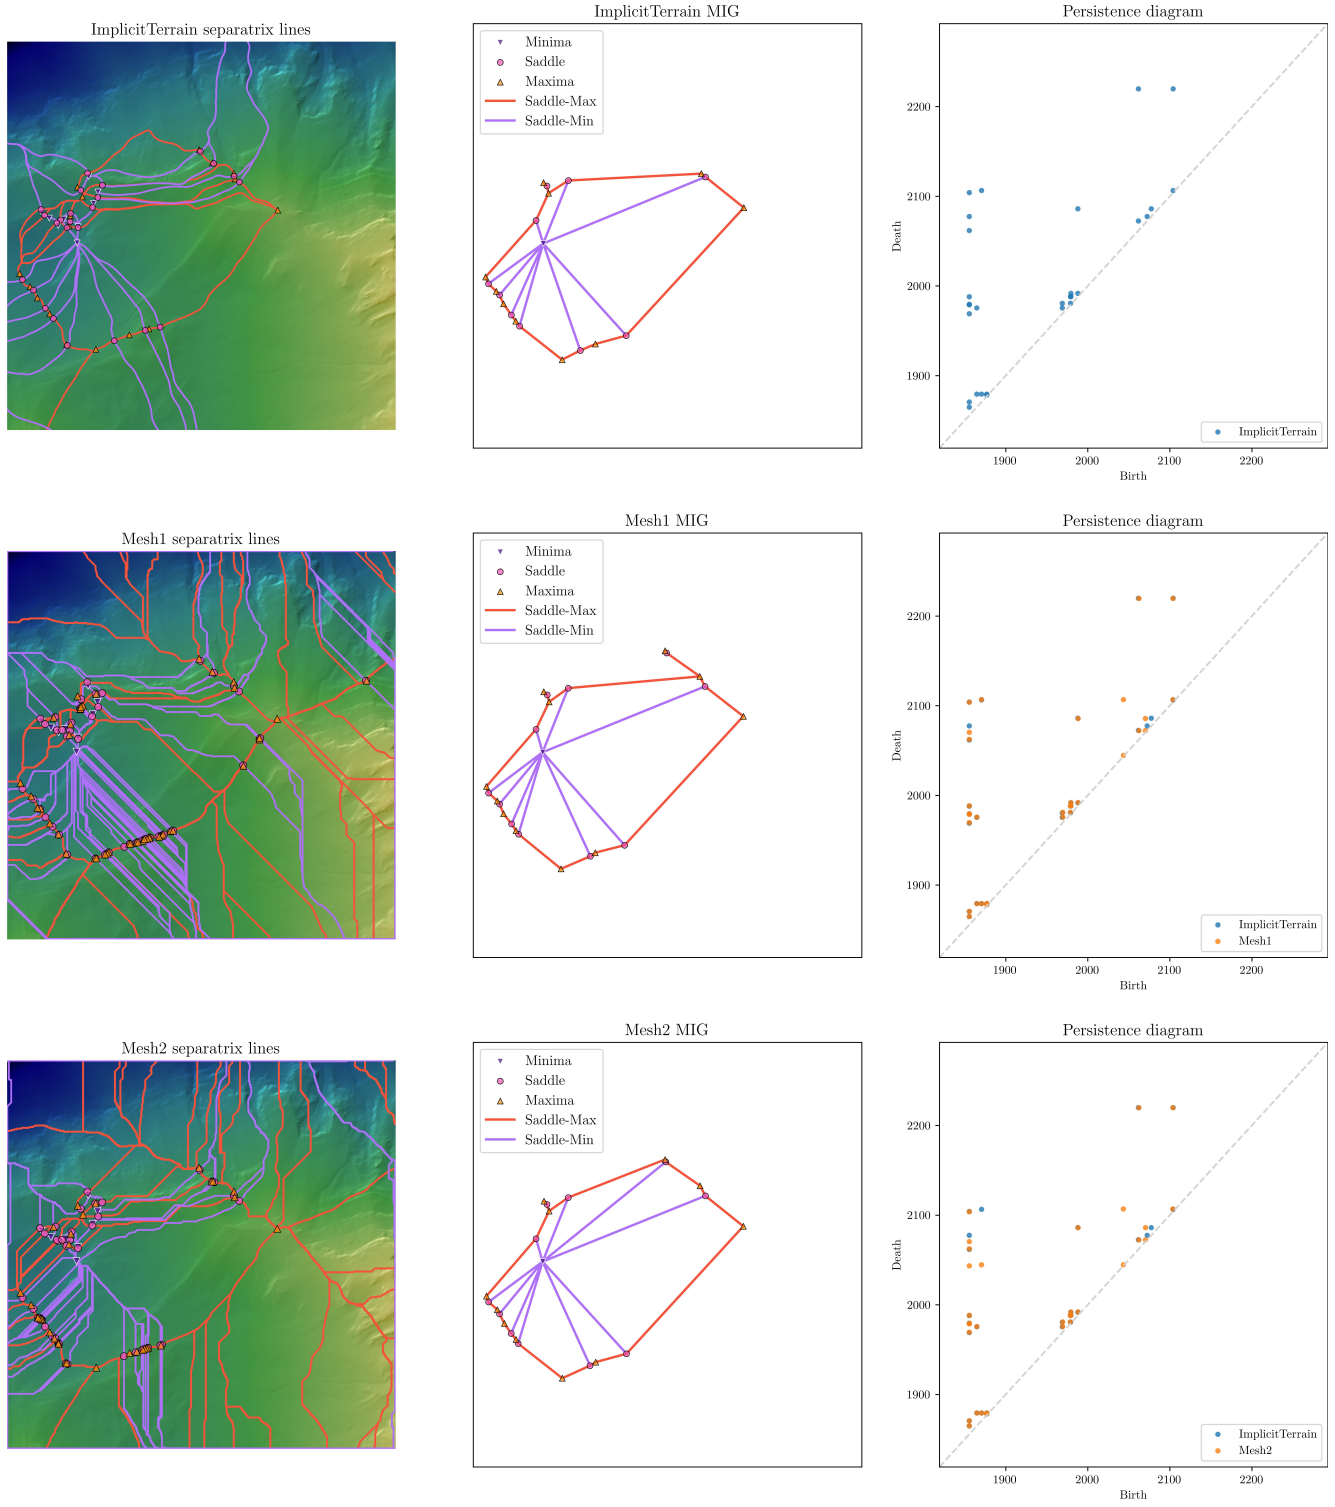 ImplicitTerrain separatrix lines
ImplicitTerrain MIG
Minima
Saddle
Maxima
Saddle-Max
Saddle-Min
Persistence diagram
2200
2100
2000
1900
Death
ImplicitTerrain
1900 2000 2100 2200
Birth
Mesh1 separatrix lines
Mesh1 MIG
Minima
Saddle
Maxima
Saddle-Max
Saddle-Min
Persistence diagram
2200
2100
2000
1900
Death
ImplicitTerrain
Mesh1
1900 2000 2100 2200
Birth
Mesh2 separatrix lines
Mesh2 MIG
Minima
Saddle
Maxima
Saddle-Max
Saddle-Min
Persistence diagram
2200
2100
2000
1900
Death
ImplicitTerrain
Mesh2
1900 2000 2100 2200
Birth